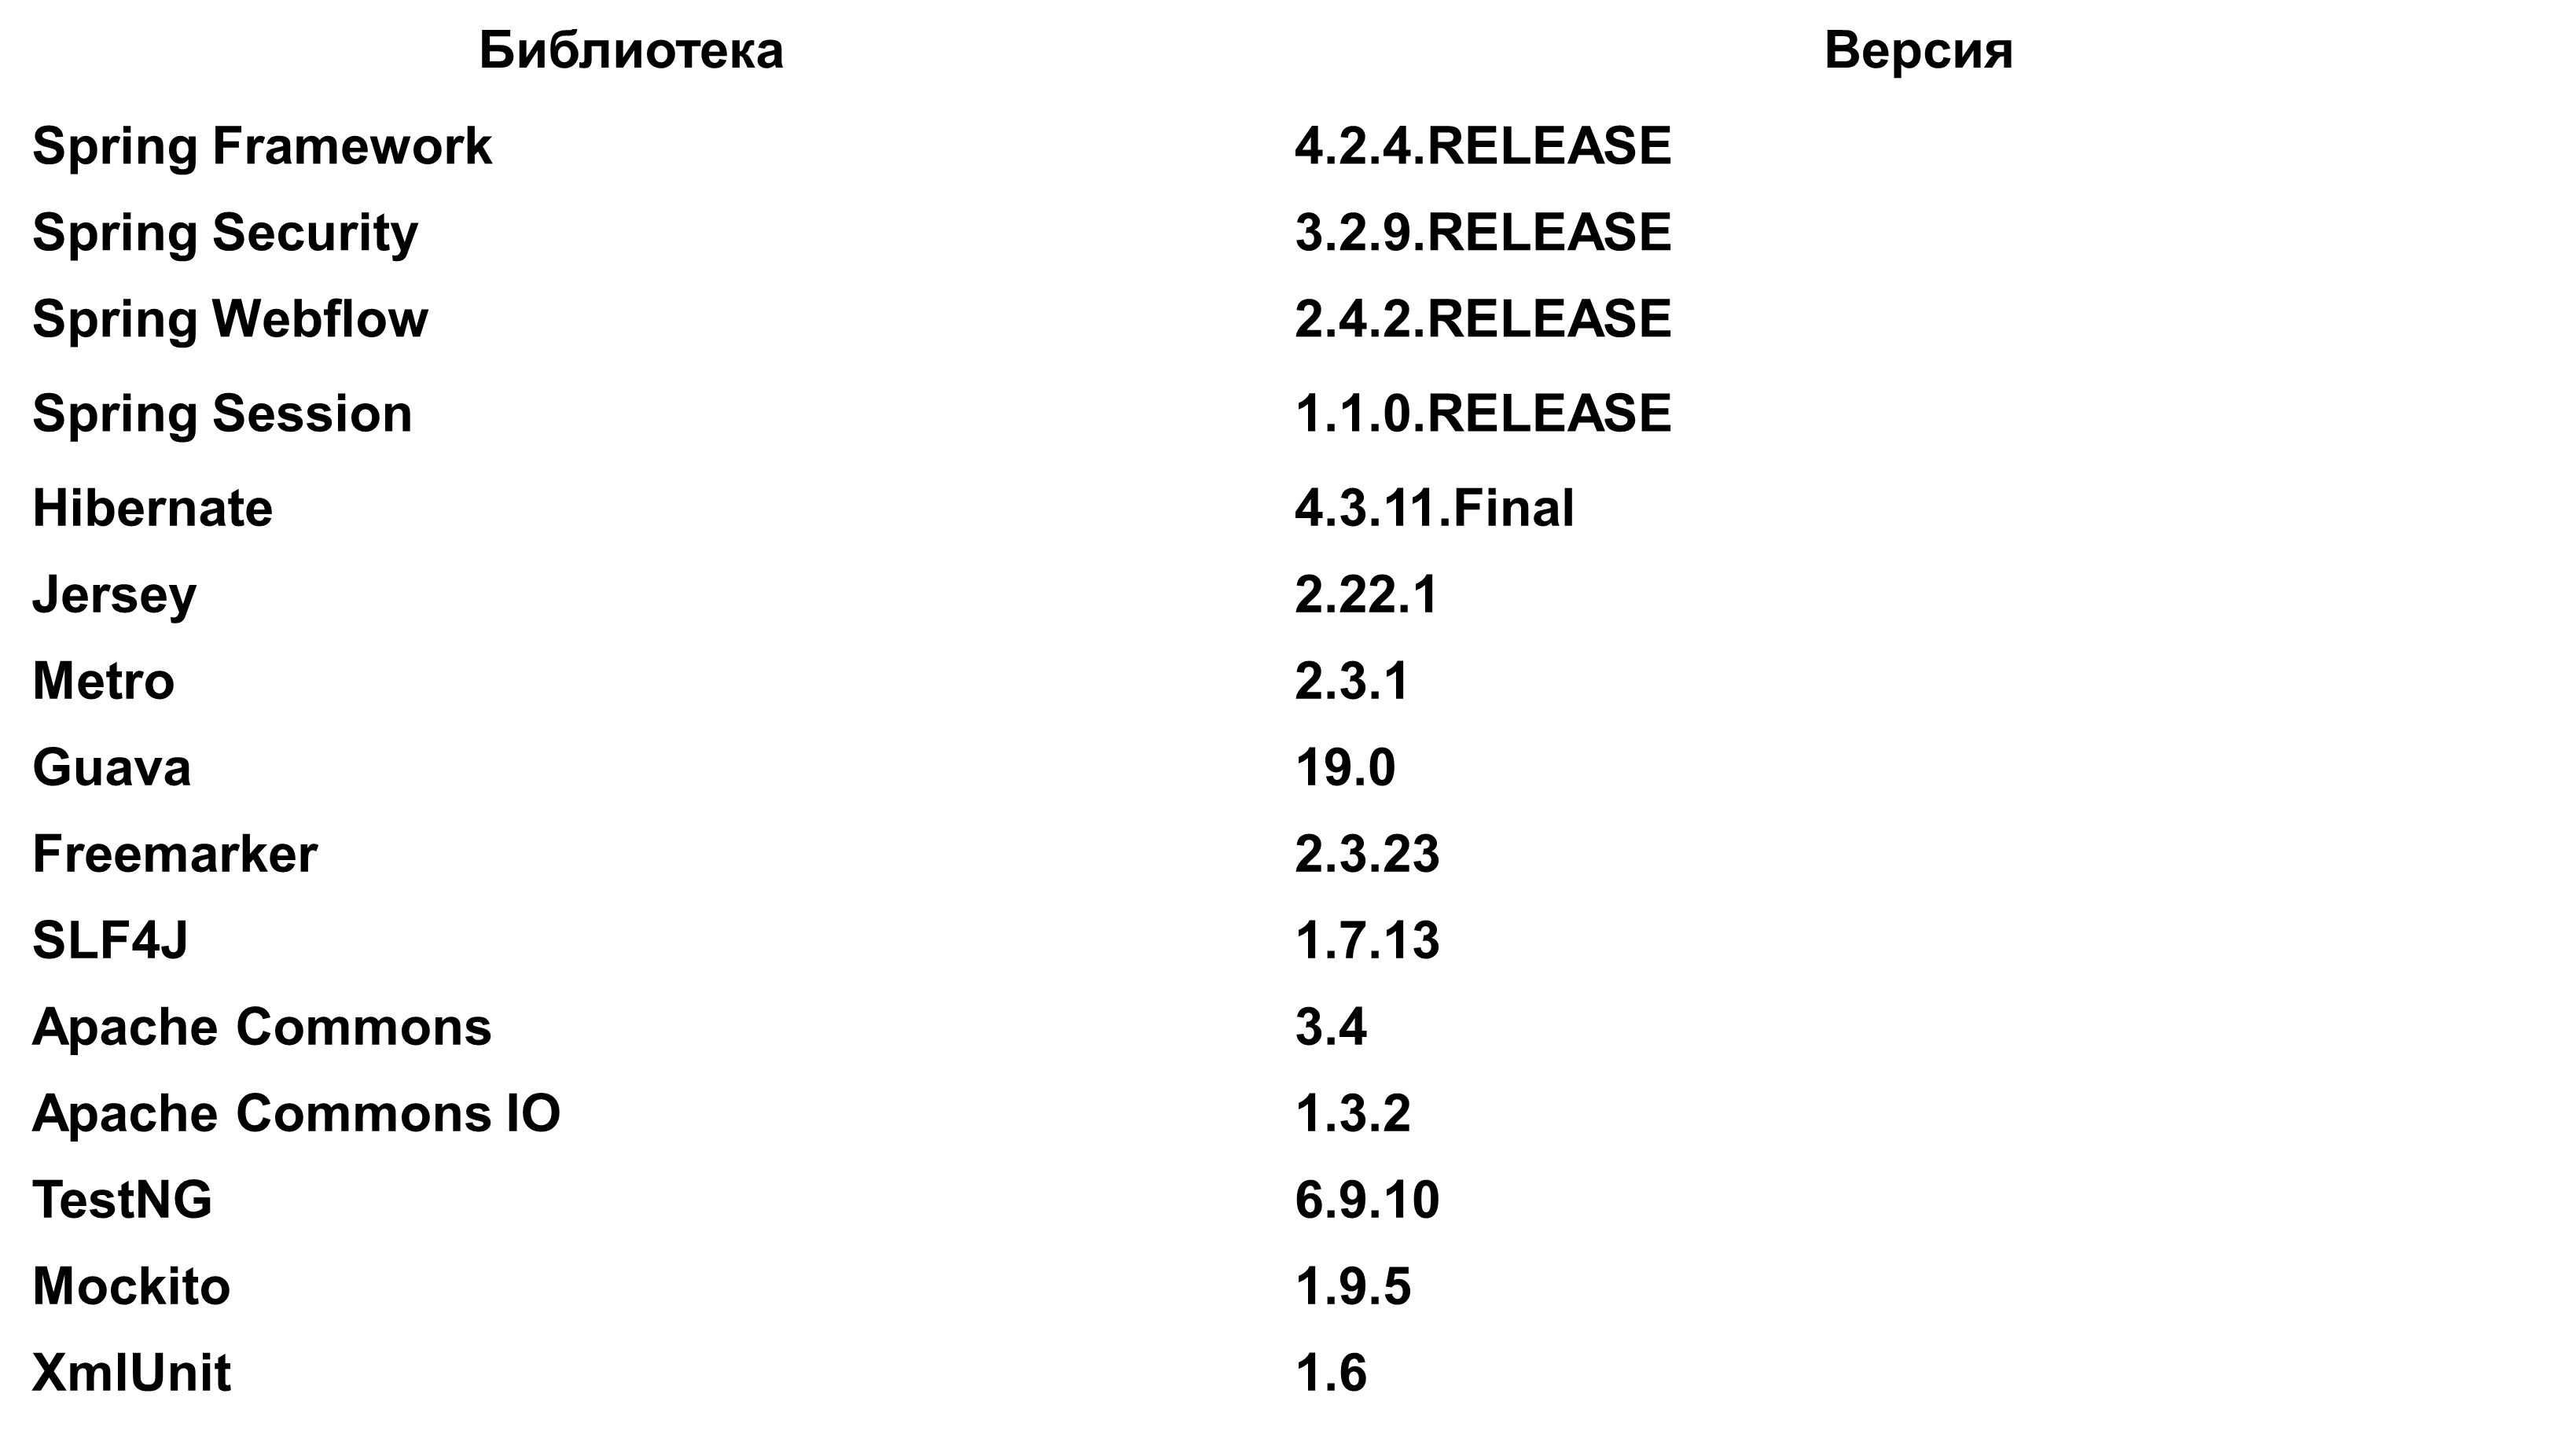 Библиотека Версия
Spring Framework 4.2.4.RELEASE
Spring Security 3.2.9.RELEASE
Spring Webflow 2.4.2.RELEASE
Spring Session 1.1.0.RELEASE
Hibernate 4.3.11.Final
Jersey 2.22.1
Metro 2.3.1
Guava 19.0
Freemarker 2.3.23
SLF4J 1.7.13
Apache Commons 3.4
Apache Commons IO 1.3.2
TestNG 6.9.10
Mockito 1.9.5
XmlUnit 1.6